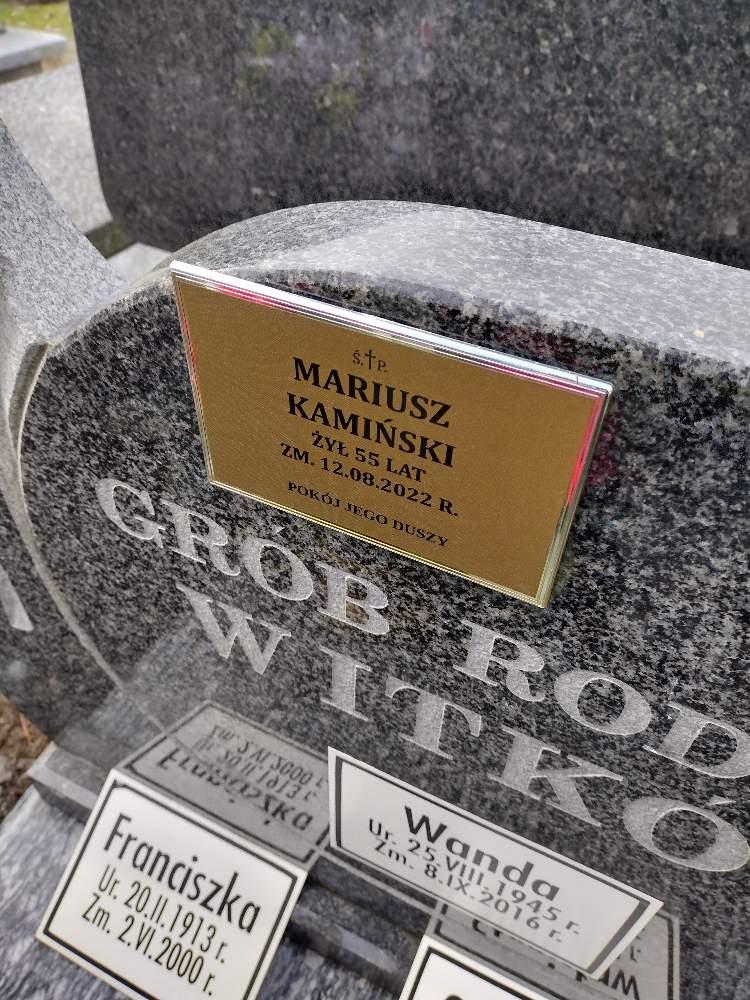 Ś.†P.
MARIUSZ
KAMIŃSKI
ŻYŁ 55 LAT
ZM. 12.08.2022 R.
POKÓJ JEGO DUSZY
GRÓB ROD
WITKÓ
Franciszka
Ur. 20.II.1913 r.
Zm. 2.VI.2000 r.
Wanda
Ur. 25.VIII.1945 r.
Zm. 8.IX.2016 r.